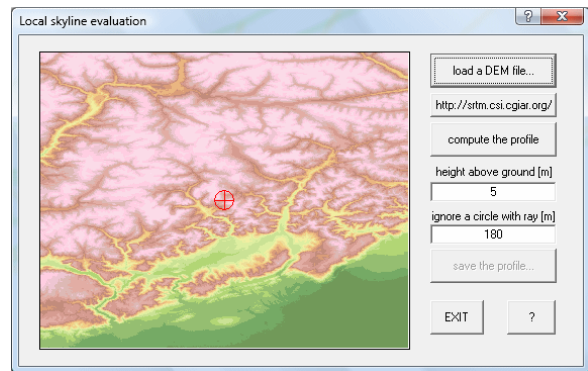 Local skyline evaluation
?
load a DEM file...
http://srtm.csi.cgiar.org/
compute the profile
height above ground [m]
5
ignore a circle with ray [m]
180
save the profile...
EXIT
?